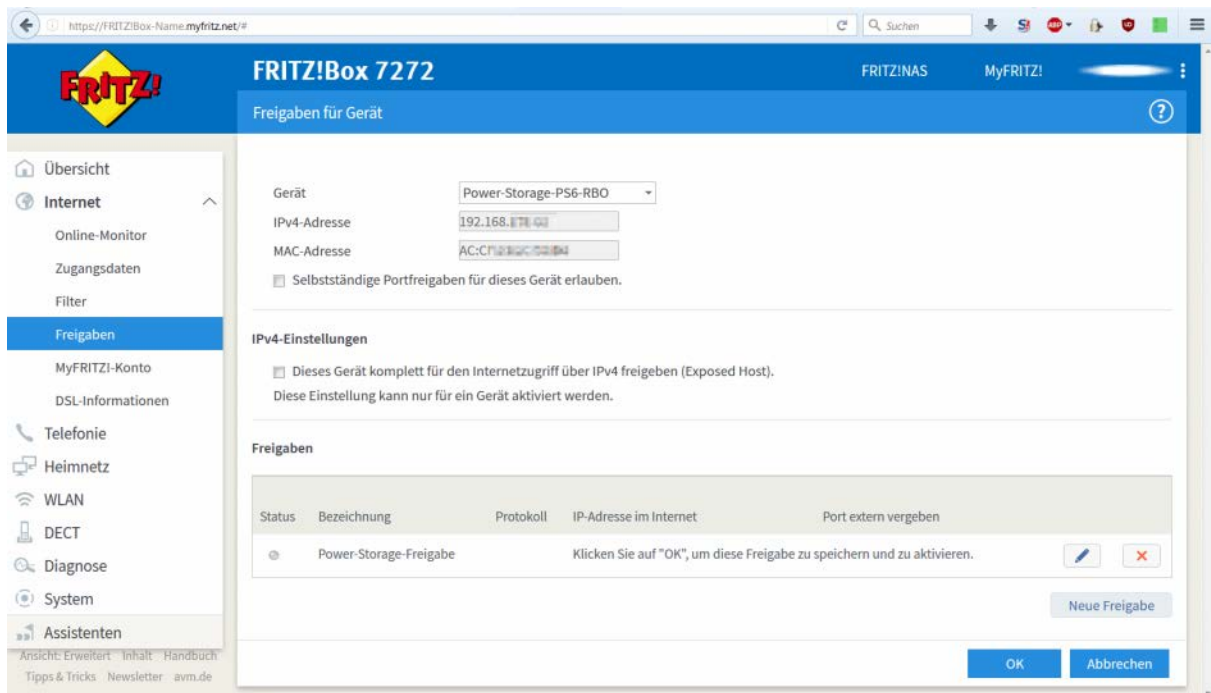 https://FRITZ!Box-Name.myfritz.net/#
Suchen
FRITZ!
FRITZ!Box 7272
FRITZ!NAS
MyFRITZ!
Freigaben für Gerät
Übersicht
Internet
Online-Monitor
Zugangsdaten
Filter
Freigaben
MyFRITZ!-Konto
DSL-Informationen
Telefonie
Heimnetz
WLAN
DECT
Diagnose
System
Assistenten
Ansicht: Erweitert Inhalt Handbuch
Tipps & Tricks Newsletter avm.de
Gerät Power-Storage-PS6-RBO
IPv4-Adresse 192.168.
MAC-Adresse
Selbstständige Portfreigaben für dieses Gerät erlauben.
IPv4-Einstellungen
Dieses Gerät komplett für den Internetzugriff über IPv4 freigeben (Exposed Host).
Diese Einstellung kann nur für ein Gerät aktiviert werden.
Freigaben
Status Bezeichnung Protokoll IP-Adresse im Internet Port extern vergeben
Power-Storage-Freigabe Klicken Sie auf "OK", um diese Freigabe zu speichern und zu aktivieren.
Neue Freigabe
OK Abbrechen